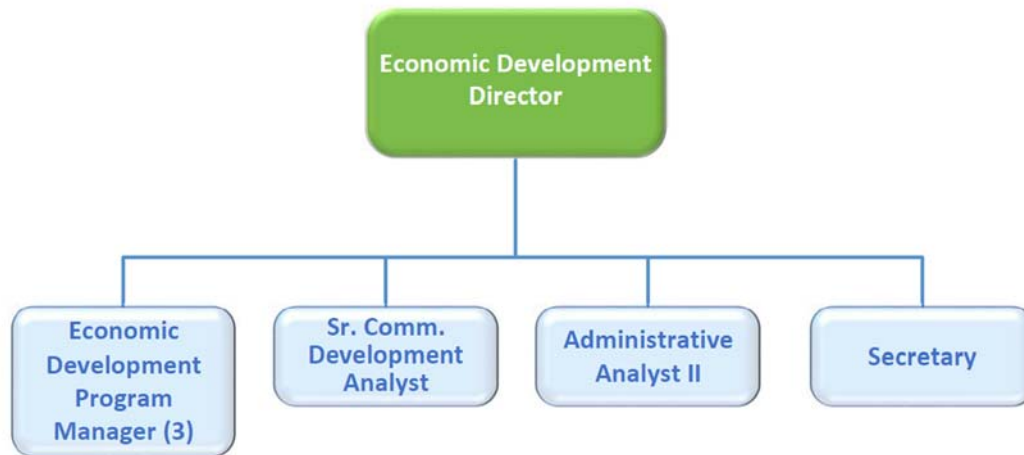 Economic Development
Director
Economic
Development
Program
Manager (3)
Sr. Comm.
Development
Analyst
Administrative
Analyst II
Secretary